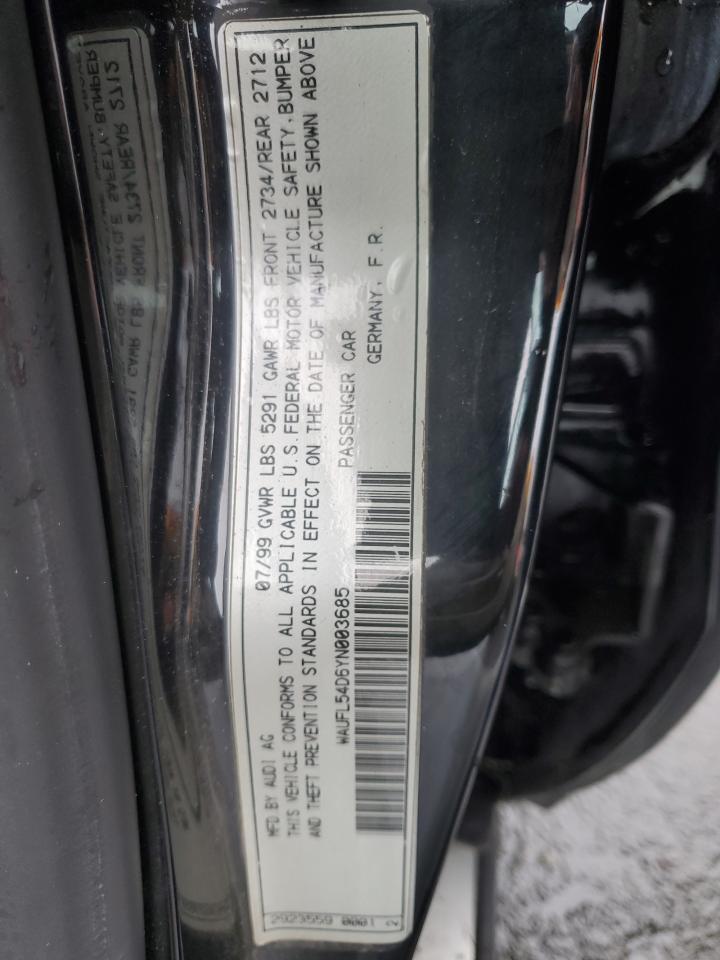 MFD BY AUDI AG 07/99 GVWR LBS 5291 GAWR LBS FRONT 2734/REAR 2712
THIS VEHICLE CONFORMS TO ALL APPLICABLE U.S.FEDERAL MOTOR VEHICLE SAFETY.BUMPER
AND THEFT PREVENTION STANDARDS IN EFFECT ON THE DATE OF MANUFACTURE SHOWN ABOVE
WAUFL54D6YN003685 PASSENGER CAR
GERMANY, F.R.
2923559 0001 2